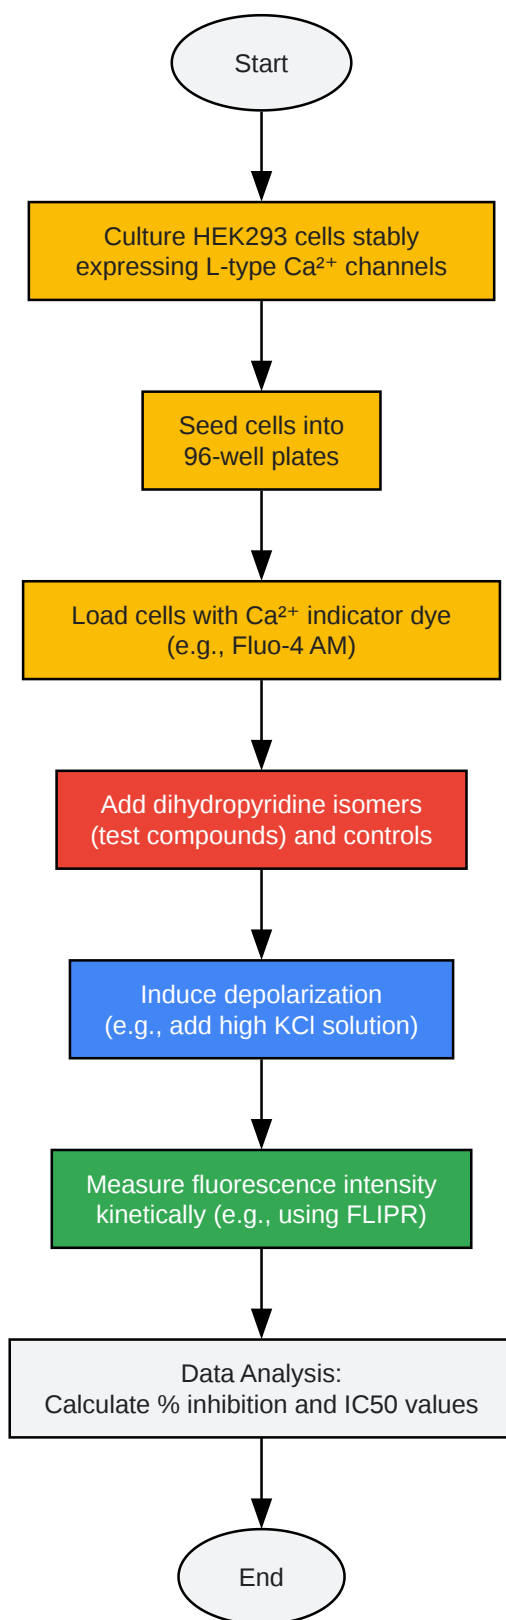 Start
Culture HEK293 cells stably
expressing L-type Ca²⁺ channels
Seed cells into
96-well plates
Load cells with Ca²⁺ indicator dye
(e.g., Fluo-4 AM)
Add dihydropyridine isomers
(test compounds) and controls
Induce depolarization
(e.g., add high KCl solution)
Measure fluorescence intensity
kinetically (e.g., using FLIPR)
Data Analysis:
Calculate % inhibition and IC50 values
End